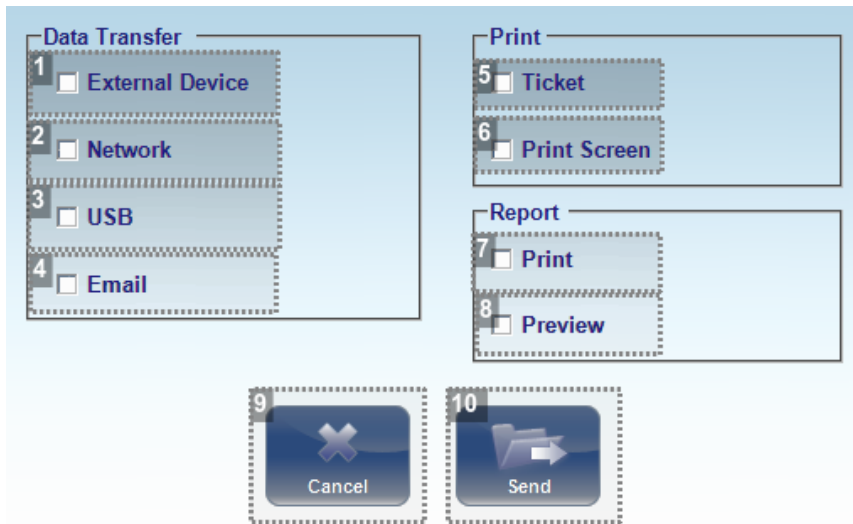 Data Transfer
1 External Device
2 Network
3 USB
4 Email
Print
5 Ticket
6 Print Screen
Report
7 Print
8 Preview
9 Cancel
10 Send